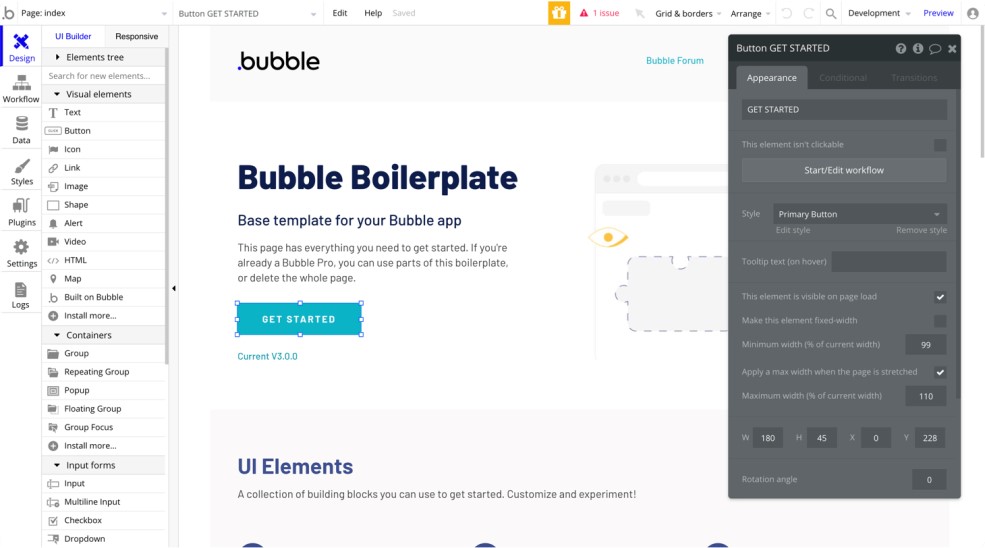 Page: index
Button GET STARTED
Edit
Help
Saved
1 issue
Grid & borders
Arrange
Development
Preview
Design
Workflow
Data
Styles
Plugins
Settings
Logs
UI Builder
Responsive
Elements tree
Search for new elements...
Visual elements
Text
Button
Icon
Link
Image
Shape
Alert
Video
HTML
Map
Built on Bubble
Install more...
Containers
Group
Repeating Group
Popup
Floating Group
Group Focus
Install more...
Input forms
Input
Multiline Input
Checkbox
Dropdown
.bubble
Bubble Forum
Bubble Boilerplate
Base template for your Bubble app
This page has everything you need to get started. If you're
already a Bubble Pro, you can use parts of this boilerplate,
or delete the whole page.
GET STARTED
Current V3.0.0
UI Elements
A collection of building blocks you can use to get started. Customize and experiment!
Button GET STARTED
Appearance
Conditional
Transitions
GET STARTED
This element isn't clickable
Start/Edit workflow
Style
Primary Button
Edit style
Remove style
Tooltip text (on hover)
This element is visible on page load
Make this element fixed-width
Minimum width (% of current width)
99
Apply a max width when the page is stretched
Maximum width (% of current width)
110
W 180 H 45 X 0 Y 228
Rotation angle
0